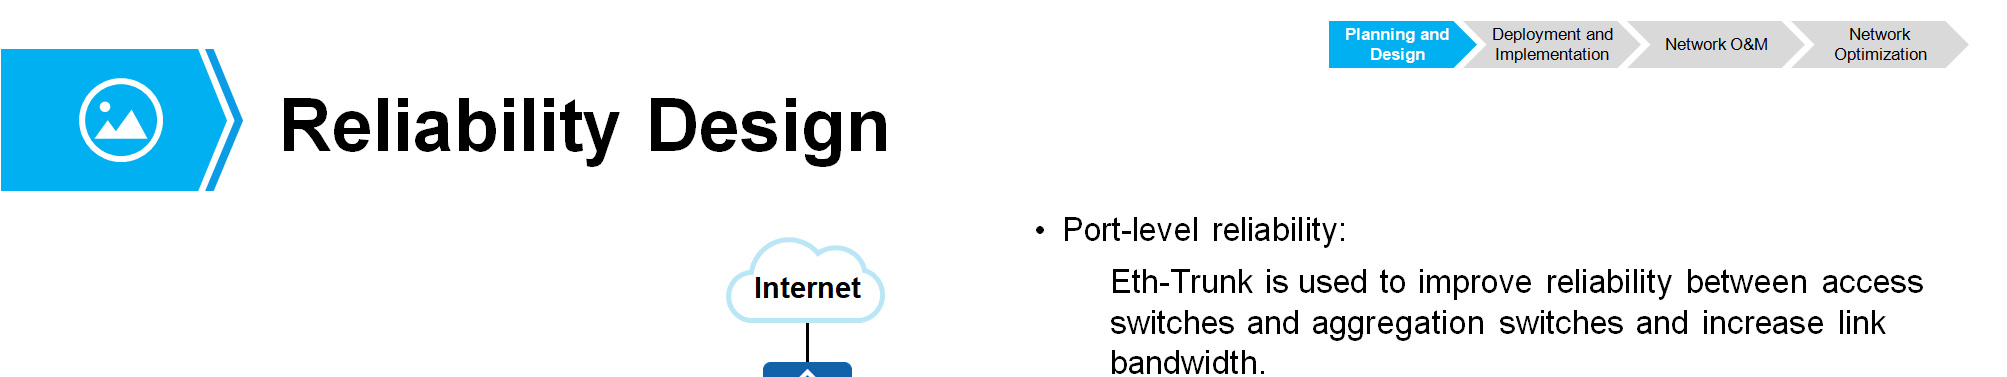 Planning and
Design
Deployment and
Implementation
Network O&M
Network
Optimization
Reliability Design
Internet
• Port-level reliability:
Eth-Trunk is used to improve reliability between access
switches and aggregation switches and increase link
bandwidth.